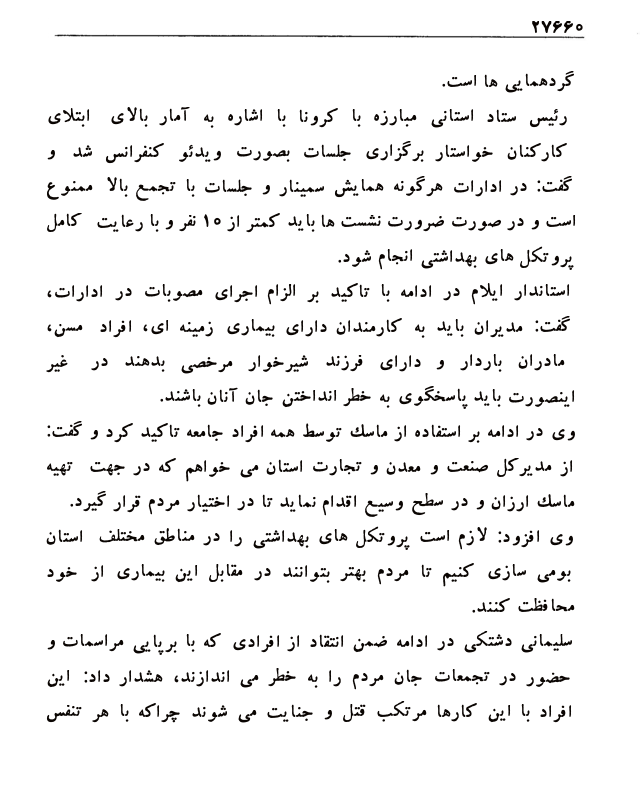 ۲۷۶۶۰
گردهمایی ها است.
رئیس ستاد استانی مبارزه با کرونا با اشاره به آمار بالای ابتلای
کارکنان خواستار برگزاری جلسات بصورت ویدئو کنفرانس شد و
گفت: در ادارات هرگونه همایش سمینار و جلسات با تجمع بالا ممنوع
است و در صورت ضرورت نشست ها باید کمتر از ۱۵ نفر و با رعایت کامل
پروتکل های بهداشتی انجام شود.
استاندار ایلام در ادامه با تاکید بر الزام اجرای مصوبات در ادارات،
گفت: مدیران باید به کارمندان دارای بیماری زمینه ای، افراد مسن،
مادران باردار و دارای فرزند شیرخوار مرخصی بدهند در غیر
اینصورت باید پاسخگوی به خطر انداختن جان آنان باشند.
وی در ادامه بر استفاده از ماسك توسط همه افراد جامعه تاکید کرد و گفت:
از مدیرکل صنعت و معدن و تجارت استان می خواهم که در جهت تهیه
ماسك ارزان و در سطح وسیع اقدام نماید تا در اختیار مردم قرار گیرد.
وی افزود: لازم است پروتکل های بهداشتی را در مناطق مختلف استان
بومی سازی کنیم تا مردم بهتر بتوانند در مقابل این بیماری از خود
محافظت کنند.
سلیمانی دشتکی در ادامه ضمن انتقاد از افرادی که با برپایی مراسمات و
حضور در تجمعات جان مردم را به خطر می اندازند، هشدار داد: این
افراد با این کارها مرتکب قتل و جنایت می شوند چراکه با هر تنفس